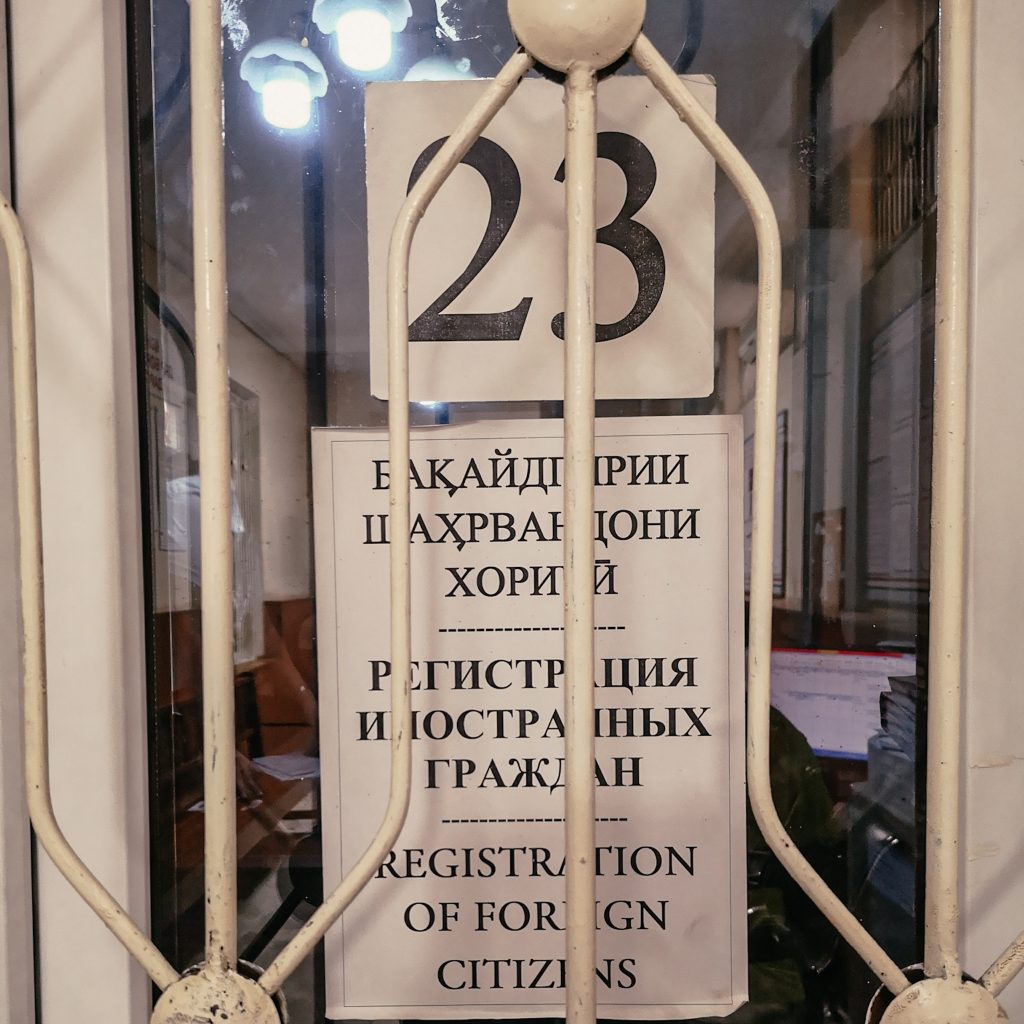 23
БАҚАЙДГИРИИ
ШАҲРВАНДОНИ
ХОРИҶӢ
--------------------
РЕГИСТРАЦИЯ
ИНОСТРАННЫХ
ГРАЖДАН
--------------------
REGISTRATION
OF FOREIGN
CITIZENS